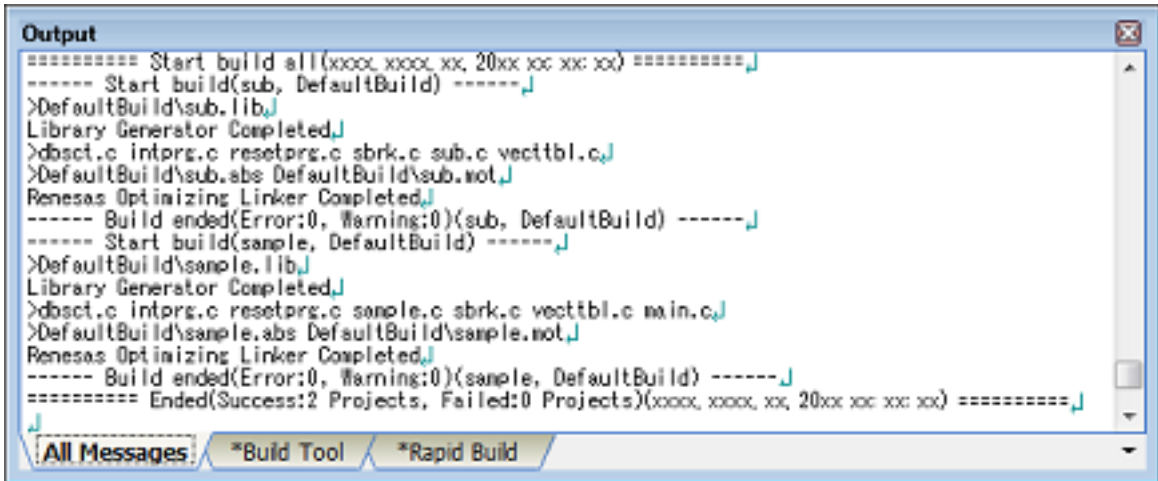 Output
========== Start build all(xxxx, xxxx, xx, 20xx xx: xx: xx) ==========
------ Start build(sub, DefaultBuild) ------
>DefaultBuild\sub.lib
Library Generator Completed
>dbsct.c intprg.c resetprg.c sbrk.c sub.c vecttbl.c
>DefaultBuild\sub.abs DefaultBuild\sub.mot
Renesas Optimizing Linker Completed
------ Build ended(Error:0, Warning:0)(sub, DefaultBuild) ------
------ Start build(sample, DefaultBuild) ------
>DefaultBuild\sample.lib
Library Generator Completed
>dbsct.c intprg.c resetprg.c sample.c sbrk.c vecttbl.c main.c
>DefaultBuild\sample.abs DefaultBuild\sample.mot
Renesas Optimizing Linker Completed
------ Build ended(Error:0, Warning:0)(sample, DefaultBuild) ------
========== Ended(Success:2 Projects, Failed:0 Projects)(xxxx, xxxx, xx, 20xx xx: xx: xx) ==========
All Messages *Build Tool *Rapid Build